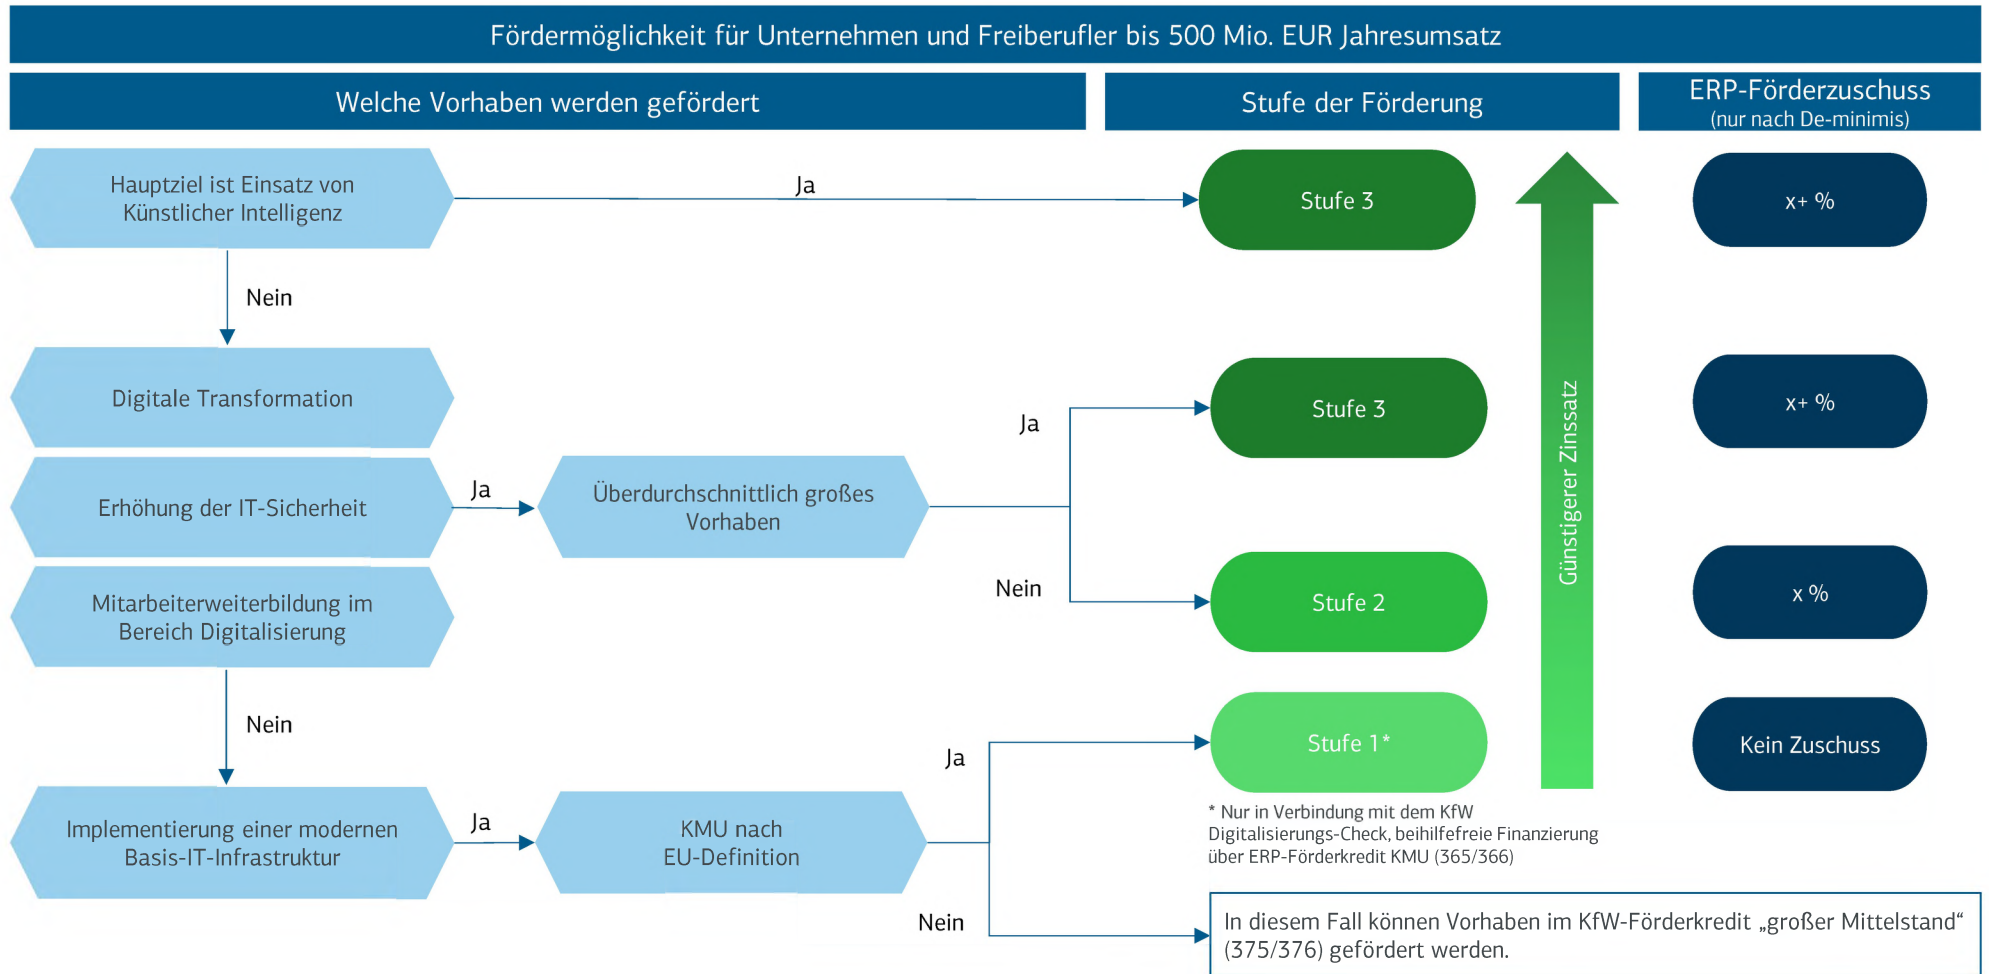 Fördermöglichkeit für Unternehmen und Freiberufler bis 500 Mio. EUR Jahresumsatz
Welche Vorhaben werden gefördert
Stufe der Förderung
ERP-Förderzuschuss
(nur nach De-minimis)
Hauptziel ist Einsatz von
Künstlicher Intelligenz
Ja
Stufe 3
x+ %
Nein
Digitale Transformation
Erhöhung der IT-Sicherheit
Mitarbeiterweiterbildung im
Bereich Digitalisierung
Ja
Überdurchschnittlich großes
Vorhaben
Ja
Stufe 3
x+ %
Nein
Stufe 2
x %
Günstigerer Zinssatz
Nein
Implementierung einer modernen
Basis-IT-Infrastruktur
Ja
KMU nach
EU-Definition
Ja
Stufe 1*
Kein Zuschuss
* Nur in Verbindung mit dem KfW
Digitalisierungs-Check, beihilfefreie Finanzierung
über ERP-Förderkredit KMU (365/366)
Nein
In diesem Fall können Vorhaben im KfW-Förderkredit „großer Mittelstand“
(375/376) gefördert werden.